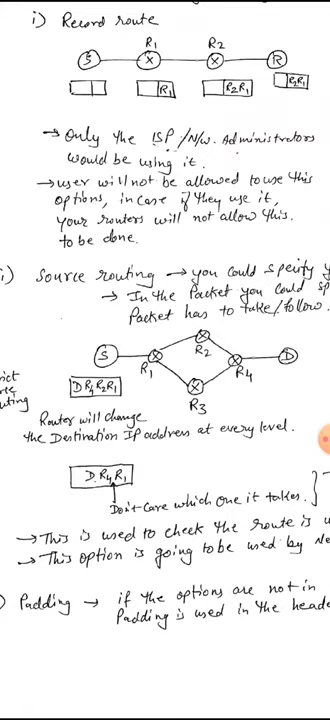 i) Record route
R1 R2
S X X R
R1 R2R1 R2R1
→ Only the ISP/N/w. Administrators
would be using it.
→ user will not be allowed to use this
options, in case if they use it,
your routers will not allow this.
to be done.
i) Source routing → you could specify y
→ In the Packet you could sp
Packet has to take/follow.
S X X X X D
R1 R2 R3 R4
rict
uting
D R4 R2 R1
Router will change
the Destination IP address at every level.
D. R4 R1
Don't Care which one it takes.
→ This is used to check the route is u
→ This option is going to be used by Ne
) Padding → if the options are not in
Padding is used in the heade